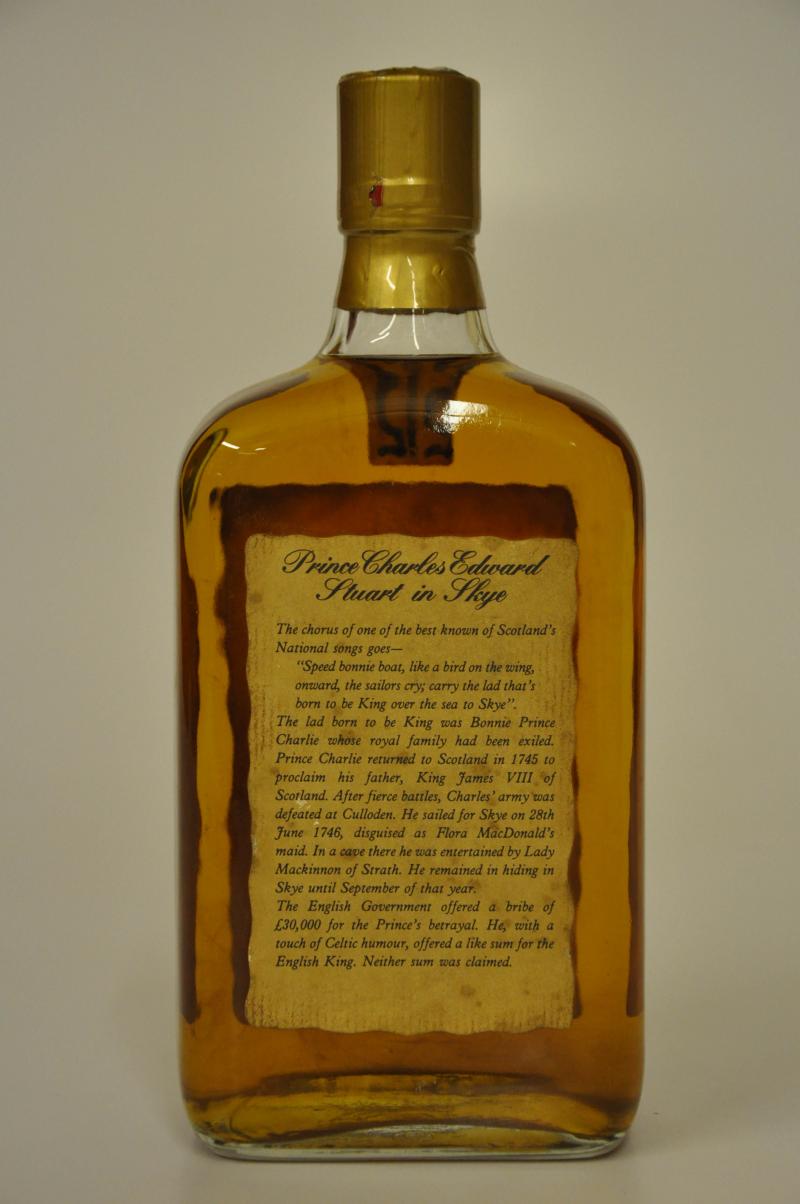 Prince Charles Edward
Stuart in Skye
The chorus of one of the best known of Scotland's
National songs goes—
"Speed bonnie boat, like a bird on the wing,
onward, the sailors cry; carry the lad that's
born to be King over the sea to Skye".
The lad born to be King was Bonnie Prince
Charlie whose royal family had been exiled.
Prince Charlie returned to Scotland in 1745 to
proclaim his father, King James VIII of
Scotland. After fierce battles, Charles' army was
defeated at Culloden. He sailed for Skye on 28th
June 1746, disguised as Flora MacDonald's
maid. In a cave there he was entertained by Lady
Mackinnon of Strath. He remained in hiding in
Skye until September of that year.
The English Government offered a bribe of
£30,000 for the Prince's betrayal. He, with a
touch of Celtic humour, offered a like sum for the
English King. Neither sum was claimed.